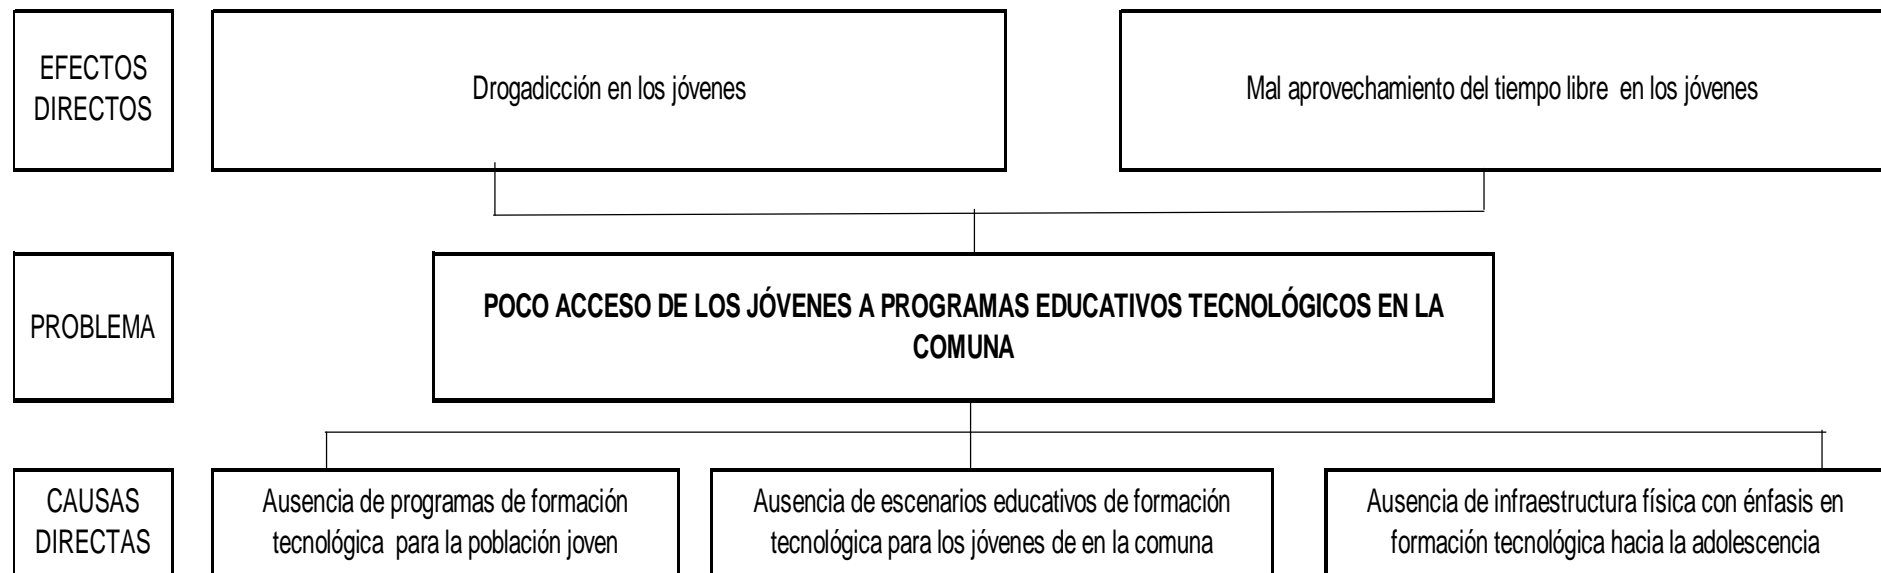 EFECTOS
DIRECTOS
Drogadicción en los jóvenes
Mal aprovechamiento del tiempo libre en los jóvenes
PROBLEMA
POCO ACCESO DE LOS JÓVENES A PROGRAMAS EDUCATIVOS TECNOLÓGICOS EN LA
COMUNA
CAUSAS
DIRECTAS
Ausencia de programas de formación
tecnológica para la población joven
Ausencia de escenarios educativos de formación
tecnológica para los jóvenes de en la comuna
Ausencia de infraestructura física con énfasis en
formación tecnológica hacia la adolescencia